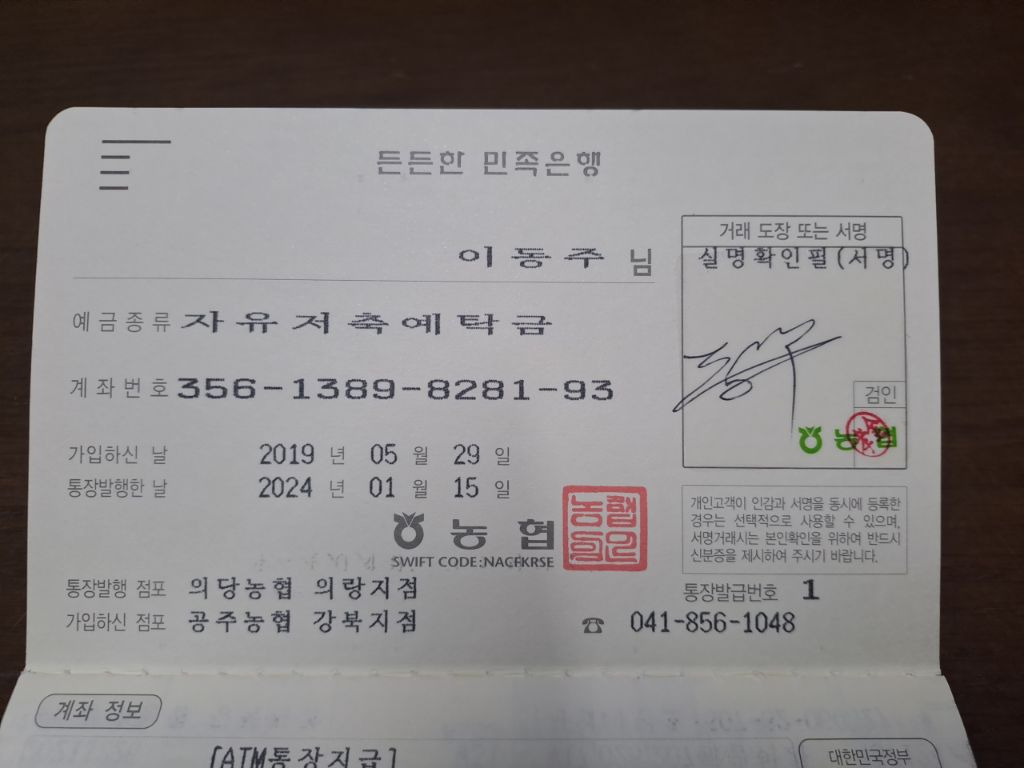 든든한 민족은행
이동주 님
거래 도장 또는 서명
실명확인필(서명)
예금종류 자유저축예탁금
계좌번호 356-1389-8281-93
검인
농협
가입하신 날 2019 년 05 월 29 일
통장발행한 날 2024 년 01 월 15 일
농협
SWIFT CODE:NACFKRSE
개인고객이 인감과 서명을 동시에 등록한
경우는 선택적으로 사용할 수 있으며,
서명거래시는 본인확인을 위하여 반드시
신분증을 제시하여 주시기 바랍니다.
통장발행 점포 의당농협 의랑지점
통장발급번호 1
가입하신 점포 공주농협 강북지점
☎ 041-856-1048
계좌 정보
[ATM통장지급]
대한민국정부